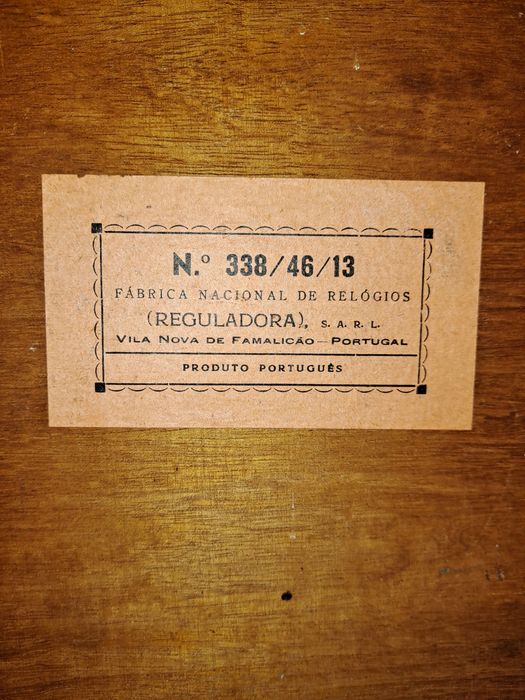 N.º 338/46/13
FÁBRICA NACIONAL DE RELÓGIOS
(REGULADORA), S. A. R. L.
VILA NOVA DE FAMALICÃO — PORTUGAL
PRODUTO PORTUGUÊS